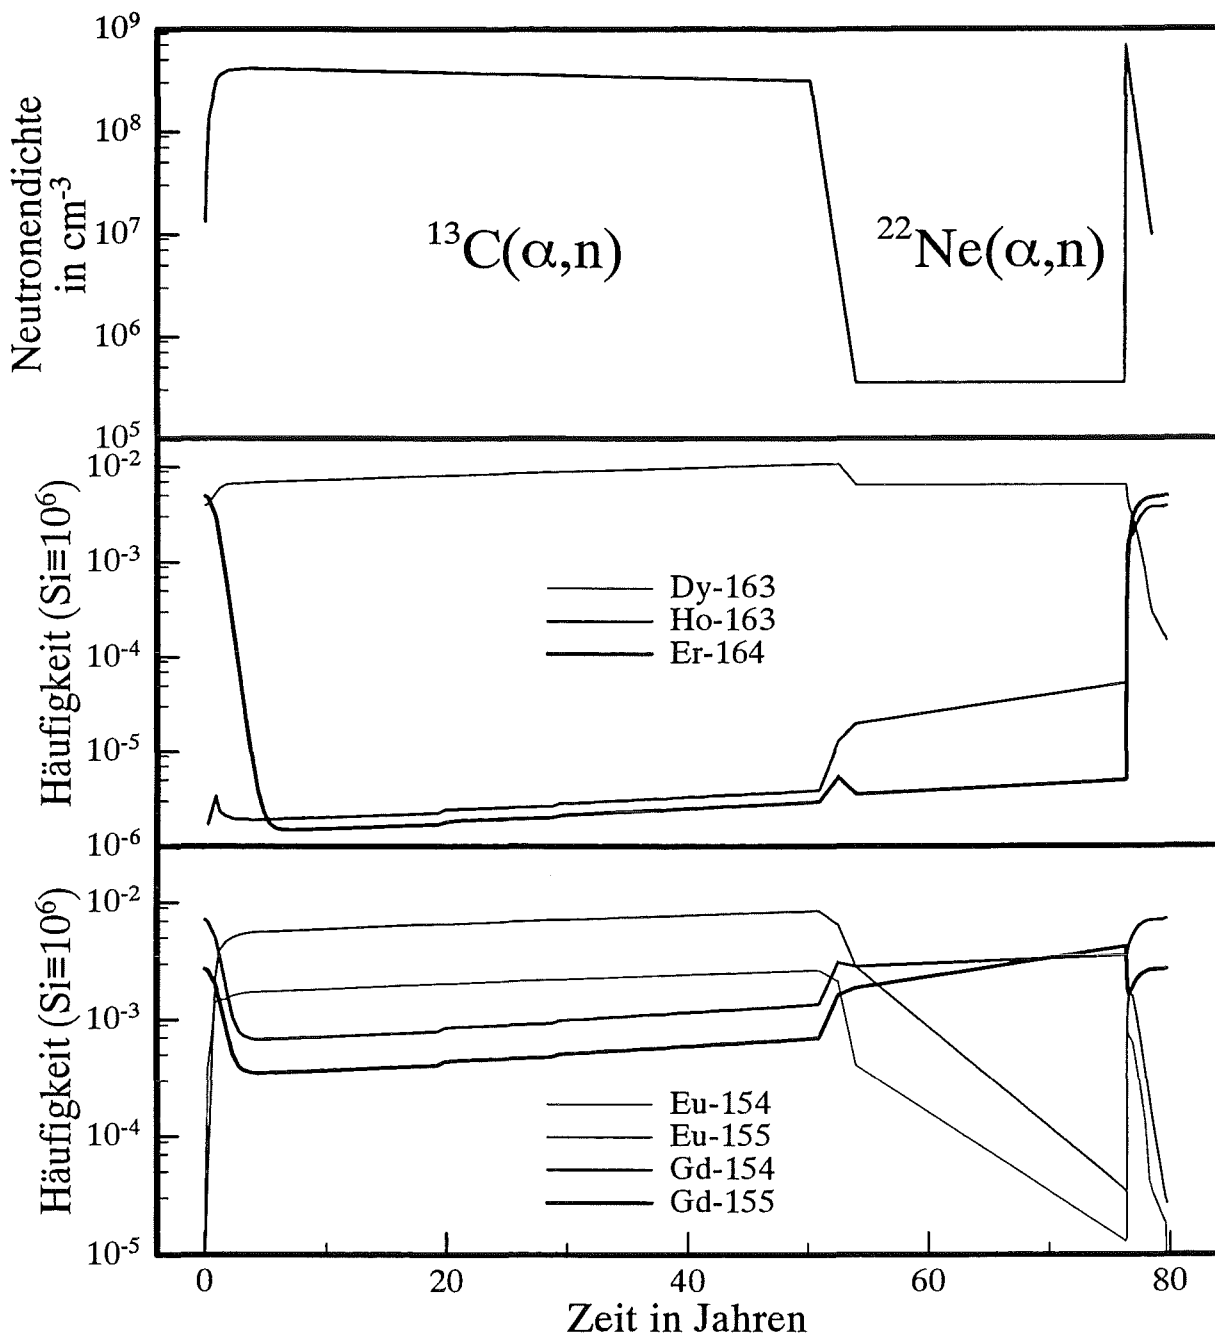 10⁹
10⁸
10⁷
10⁶
10⁵
Neutronendichte
in cm⁻³
¹³C(α,n)
²²Ne(α,n)
10⁻²
10⁻³
10⁻⁴
10⁻⁵
10⁻⁶
Häufigkeit (Si≡10⁶)
Dy-163
Ho-163
Er-164
10⁻²
10⁻³
10⁻⁴
10⁻⁵
Häufigkeit (Si≡10⁶)
Eu-154
Eu-155
Gd-154
Gd-155
0 20 40 60 80
Zeit in Jahren